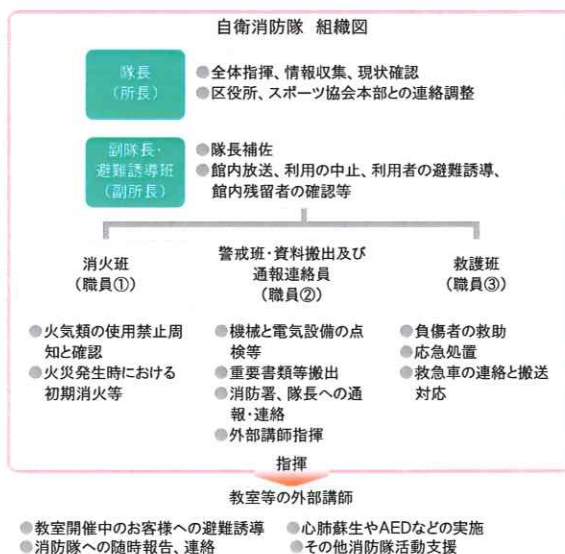 自衛消防隊 組織図
隊長
(所長)
●全体指揮、情報収集、現状確認
●区役所、スポーツ協会本部との連絡調整
副隊長・
避難誘導班
(副所長)
●隊長補佐
●館内放送、利用の中止、利用者の避難誘導、
館内残留者の確認等
消火班
(職員①)
●火気類の使用禁止周
知と確認
●火災発生時における
初期消火等
警戒班・資料搬出及び
通報連絡員
(職員②)
●機械と電気設備の点
検等
●重要書類等搬出
●消防署、隊長への通
報・連絡
●外部講師指揮
救護班
(職員③)
●負傷者の救助
●応急処置
●救急車の連絡と搬送
対応
指揮
教室等の外部講師
●教室開催中のお客様への避難誘導
●消防隊への随時報告、連絡
●心肺蘇生やAEDなどの実施
●その他消防隊活動支援